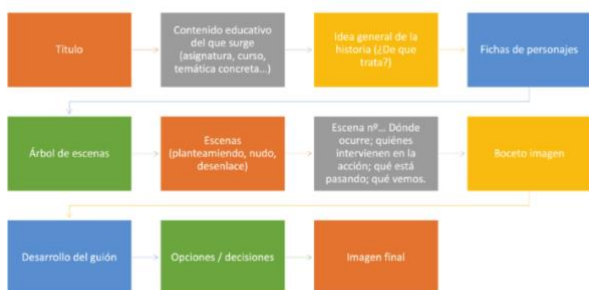 Título
Contenido educativo
del que surge
(asignatura, curso,
temática concreta...)
Idea general de la
historia (¿De que
trata?)
Fichas de personajes
Árbol de escenas
Escenas
(planteamiendo, nudo,
desenlace)
Escena nº... Dónde
ocurre; quiénes
intervienen en la
acción; qué está
pasando; qué vemos.
Boceto imagen
Desarrollo del guión
Opciones / decisiones
Imagen final